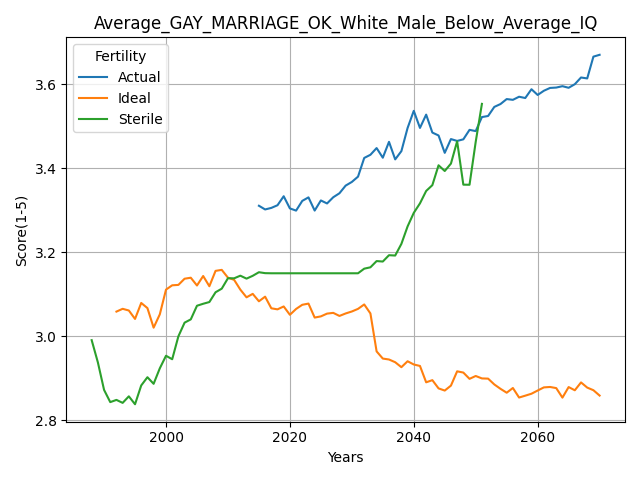 Average_GAY_MARRIAGE_OK_White_Male_Below_Average_IQ
Fertility
Actual
Ideal
Sterile
Score(1-5)
3.6
3.4
3.2
3.0
2.8
2000
2020
2040
2060
Years